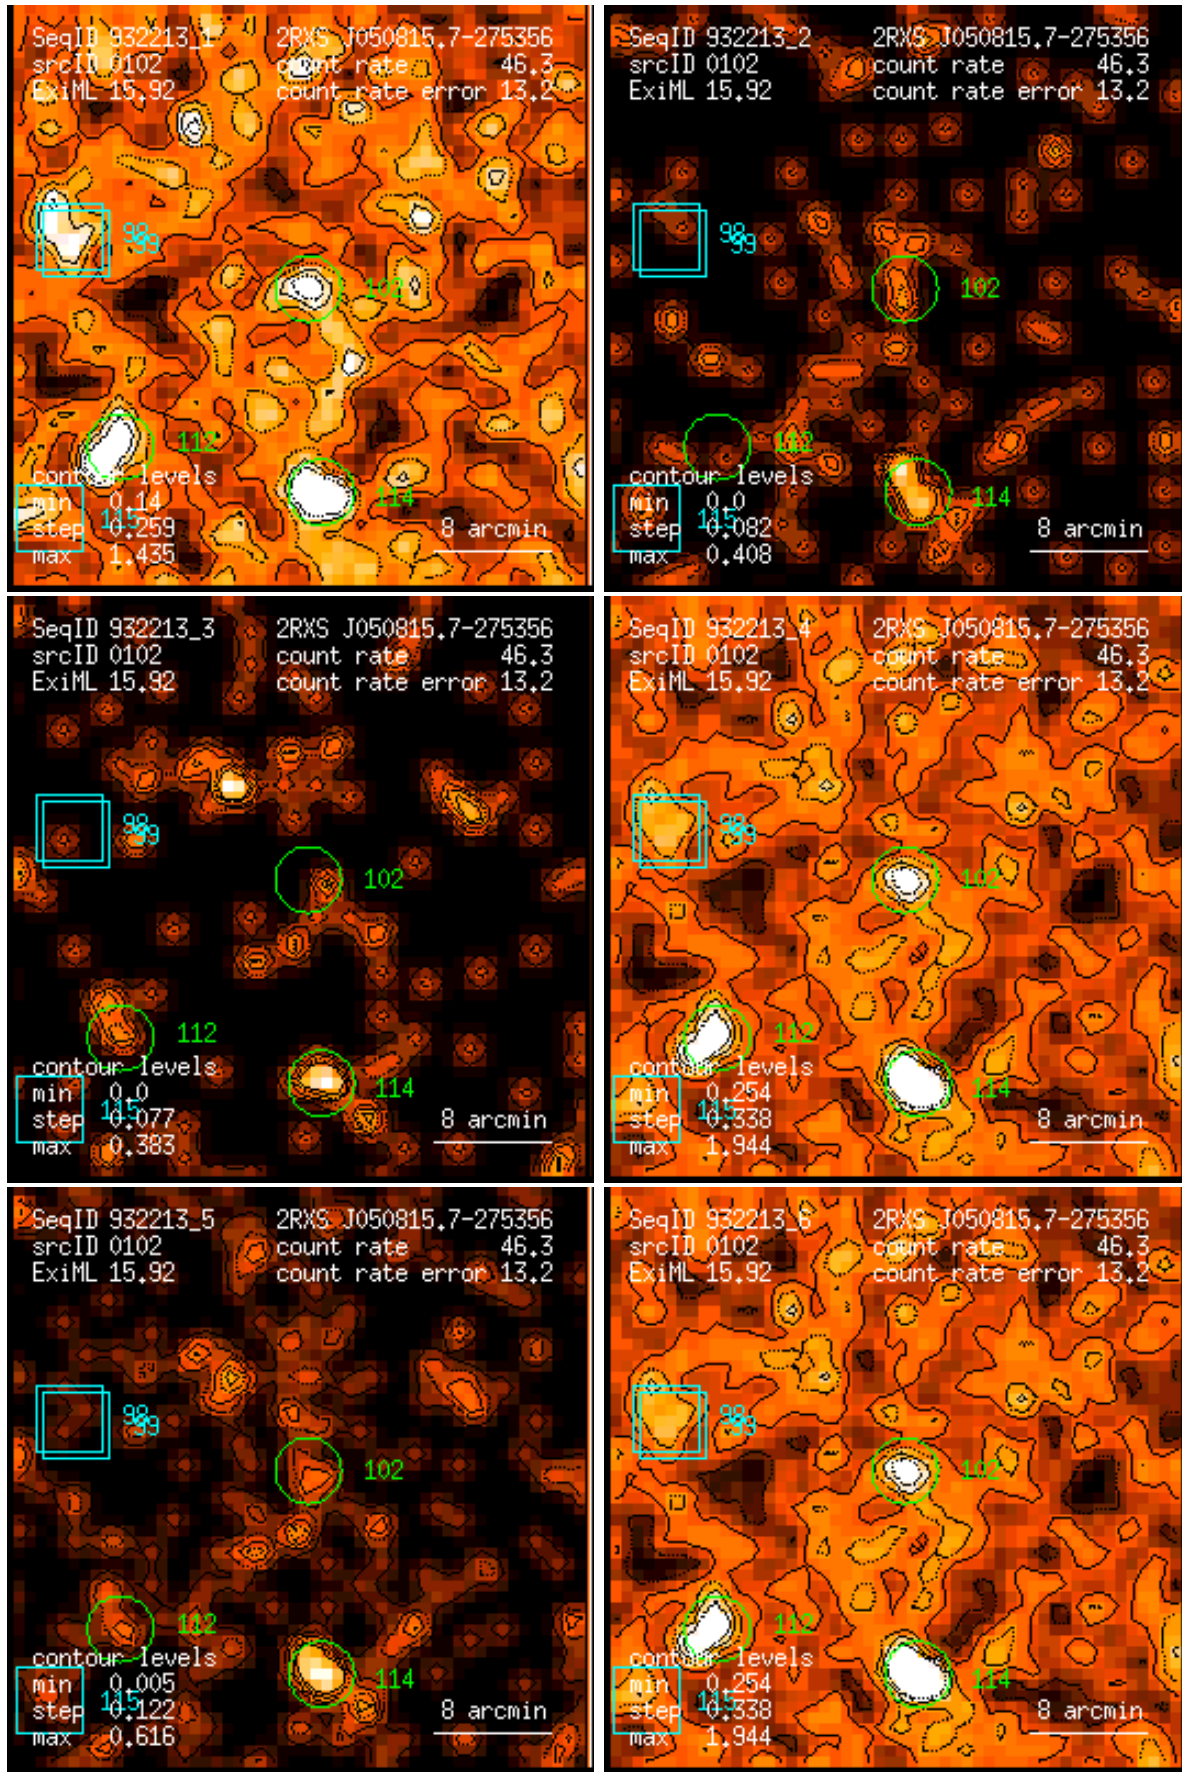 SeqID 932213_1 2RXS J050815.7-275356
srcID 0102 count rate 46.3
ExiML 15.92 count rate error 13.2
98
99
102
112
114
contour levels
min 0.14
115
step 0.259
8 arcmin
max 1.435
SeqID 932213_2 2RXS J050815.7-275356
srcID 0102 count rate 46.3
ExiML 15.92 count rate error 13.2
98
99
102
112
contour levels
114
min 0.0
115
step 0.082
8 arcmin
max 0.408
SeqID 932213_3 2RXS J050815.7-275356
srcID 0102 count rate 46.3
ExiML 15.92 count rate error 13.2
98
99
102
112
contour levels
114
min 0.0
115
step 0.077
8 arcmin
max 0.383
SeqID 932213_4 2RXS J050815.7-275356
srcID 0102 count rate 46.3
ExiML 15.92 count rate error 13.2
98
99
102
112
contour levels
114
min 0.254
115
step 0.338
8 arcmin
max 1.944
SeqID 932213_5 2RXS J050815.7-275356
srcID 0102 count rate 46.3
ExiML 15.92 count rate error 13.2
98
99
102
112
contour levels
114
min 0.005
115
step 0.122
8 arcmin
max 0.616
SeqID 932213_6 2RXS J050815.7-275356
srcID 0102 count rate 46.3
ExiML 15.92 count rate error 13.2
98
99
102
112
contour levels
114
min 0.254
115
step 0.338
8 arcmin
max 1.944